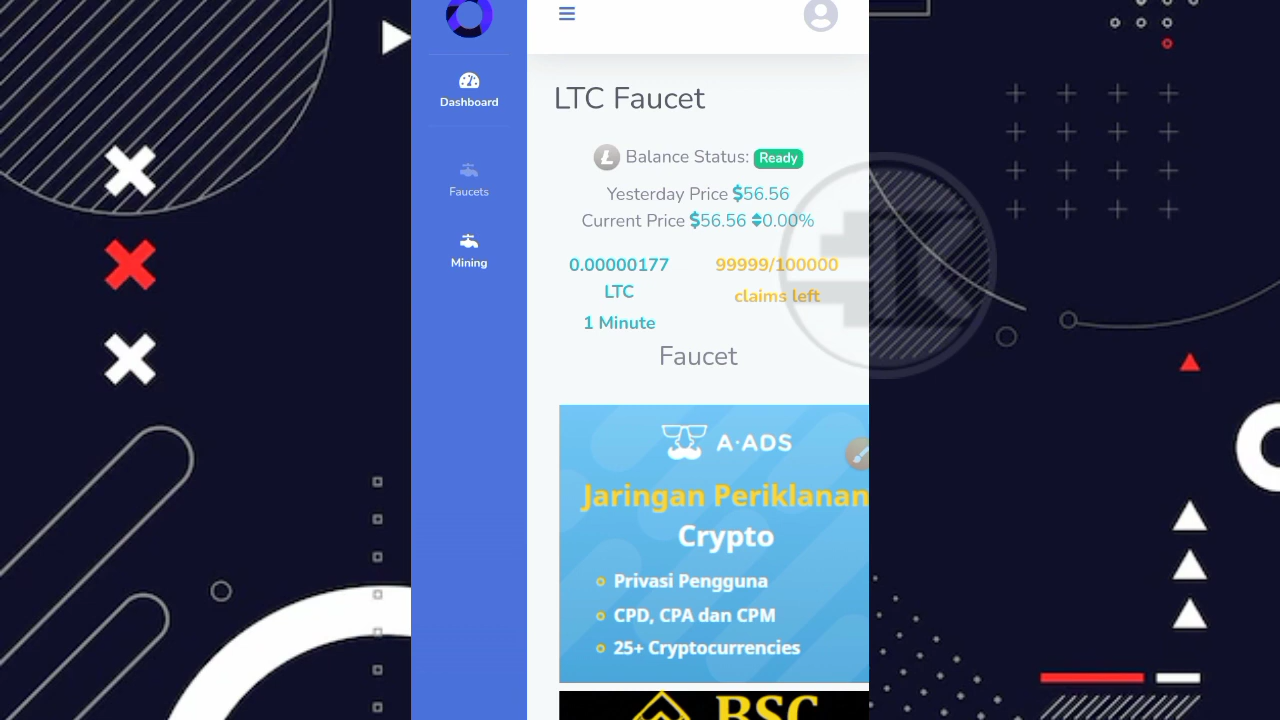 Dashboard
Faucets
Mining
LTC Faucet
Balance Status: Ready
Yesterday Price $56.56
Current Price $56.56 0.00%
0.00000177
LTC
1 Minute
99999/100000
claims left
Faucet
A·ADS
Jaringan Periklanan
Crypto
Privasi Pengguna
CPD, CPA dan CPM
25+ Cryptocurrencies
BSC